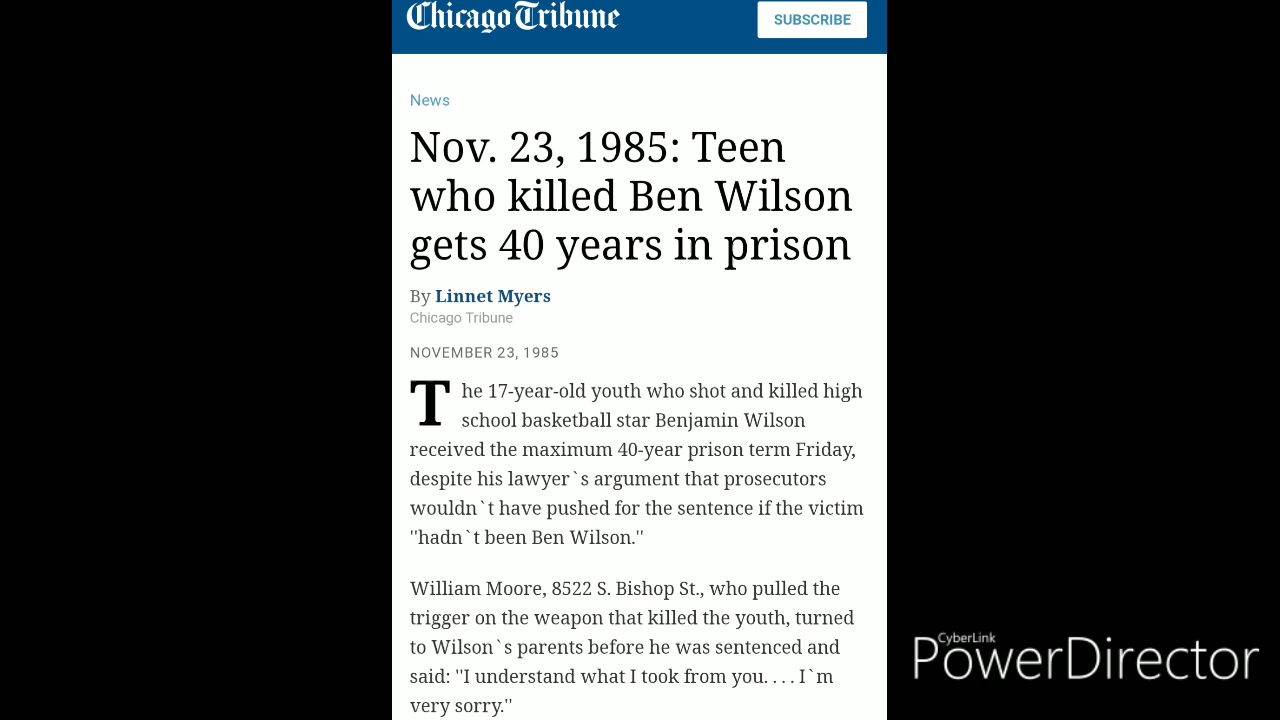 Chicago Tribune
SUBSCRIBE
News
Nov. 23, 1985: Teen
who killed Ben Wilson
gets 40 years in prison
By Linnet Myers
Chicago Tribune
NOVEMBER 23, 1985
The 17-year-old youth who shot and killed high
school basketball star Benjamin Wilson
received the maximum 40-year prison term Friday,
despite his lawyer`s argument that prosecutors
wouldn`t have pushed for the sentence if the victim
''hadn`t been Ben Wilson.''
William Moore, 8522 S. Bishop St., who pulled the
trigger on the weapon that killed the youth, turned
to Wilson`s parents before he was sentenced and
said: ''I understand what I took from you. . . . I`m
very sorry.''
CyberLink
PowerDirector